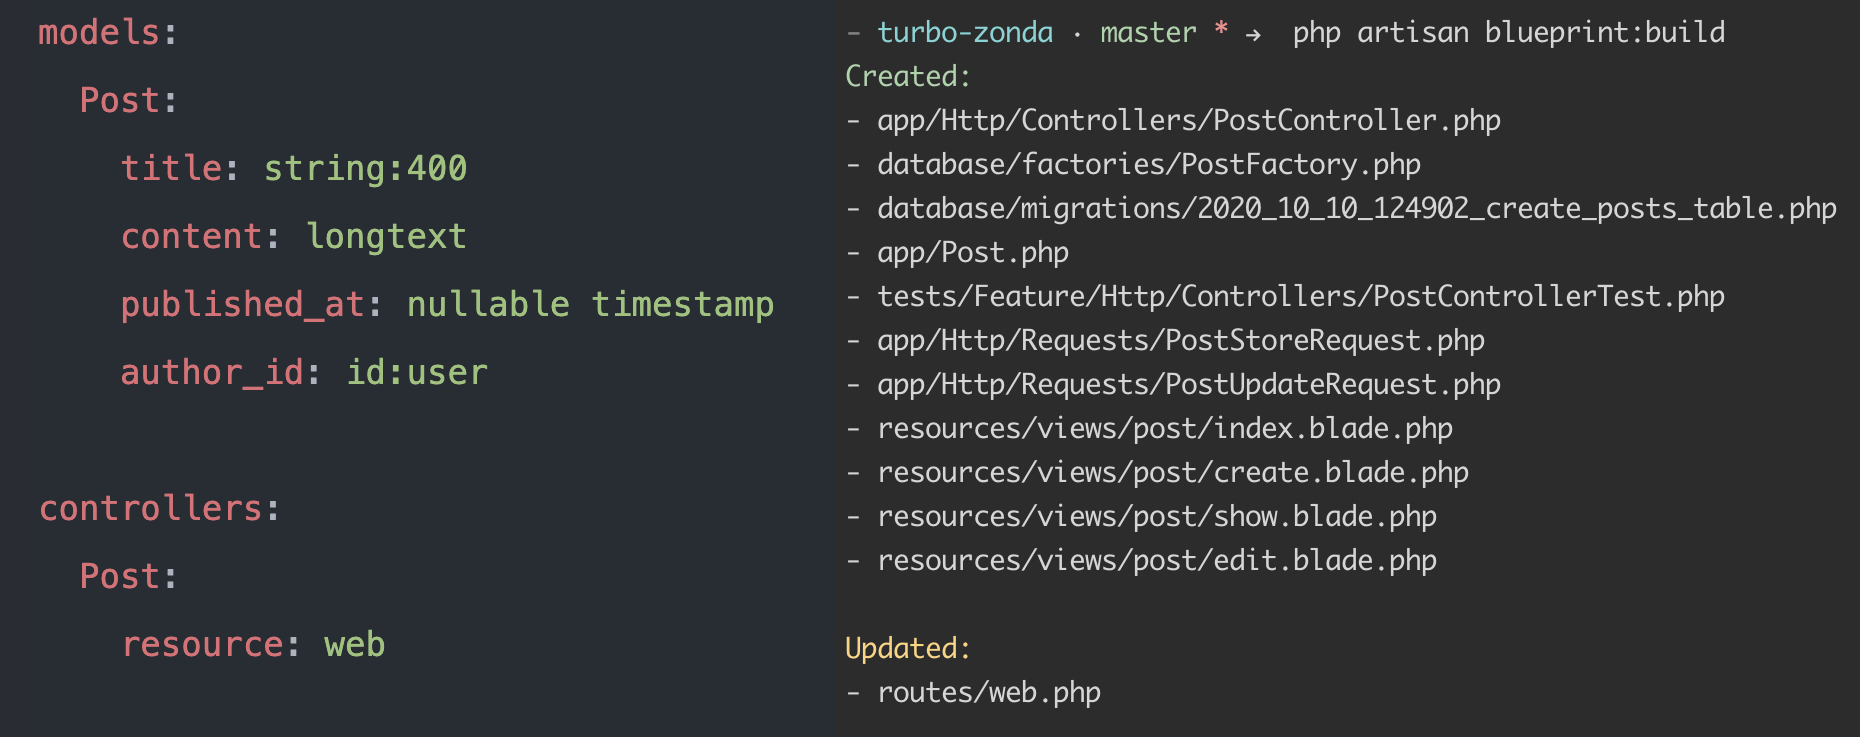 models:
  Post:
    title: string:400
    content: longtext
    published_at: nullable timestamp
    author_id: id:user
controllers:
  Post:
    resource: web
- turbo-zonda · master * → php artisan blueprint:build
Created:
- app/Http/Controllers/PostController.php
- database/factories/PostFactory.php
- database/migrations/2020_10_10_124902_create_posts_table.php
- app/Post.php
- tests/Feature/Http/Controllers/PostControllerTest.php
- app/Http/Requests/PostStoreRequest.php
- app/Http/Requests/PostUpdateRequest.php
- resources/views/post/index.blade.php
- resources/views/post/create.blade.php
- resources/views/post/show.blade.php
- resources/views/post/edit.blade.php
Updated:
- routes/web.php